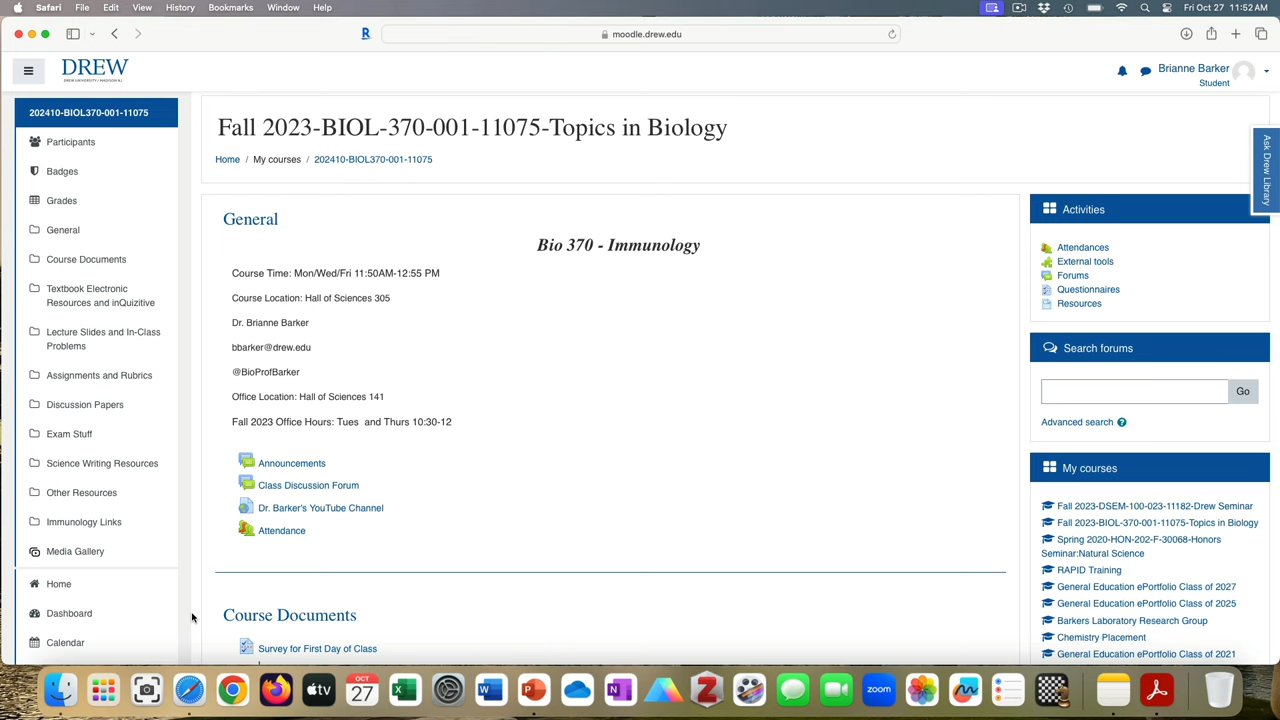 Safari File Edit View History Bookmarks Window Help
Fri Oct 27 11:52 AM
moodle.drew.edu
DREW
DREW UNIVERSITY | MADISON NJ
Brianne Barker
Student
202410-BIOL370-001-11075
Participants
Badges
Grades
General
Course Documents
Textbook Electronic
Resources and inQuizitive
Lecture Slides and In-Class
Problems
Assignments and Rubrics
Discussion Papers
Exam Stuff
Science Writing Resources
Other Resources
Immunology Links
Media Gallery
Home
Dashboard
Calendar
Fall 2023-BIOL-370-001-11075-Topics in Biology
Home / My courses / 202410-BIOL370-001-11075
General
Bio 370 - Immunology
Course Time: Mon/Wed/Fri 11:50AM-12:55 PM
Course Location: Hall of Sciences 305
Dr. Brianne Barker
bbarker@drew.edu
@BioProfBarker
Office Location: Hall of Sciences 141
Fall 2023 Office Hours: Tues and Thurs 10:30-12
Announcements
Class Discussion Forum
Dr. Barker's YouTube Channel
Attendance
Course Documents
Survey for First Day of Class
Ask Drew Library
Activities
Attendances
External tools
Forums
Questionnaires
Resources
Search forums
Go
Advanced search
My courses
Fall 2023-DSEM-100-023-11182-Drew Seminar
Fall 2023-BIOL-370-001-11075-Topics in Biology
Spring 2020-HON-202-F-30068-Honors
Seminar:Natural Science
RAPID Training
General Education ePortfolio Class of 2027
General Education ePortfolio Class of 2025
Barkers Laboratory Research Group
Chemistry Placement
General Education ePortfolio Class of 2021
OCT
27
tv
zoom